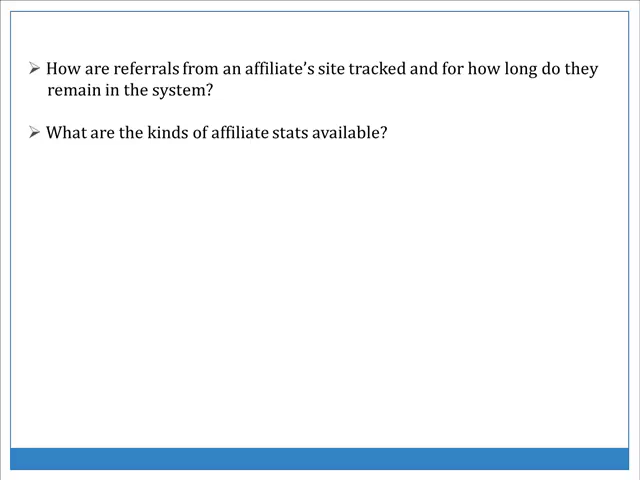 ➢ How are referrals from an affiliate’s site tracked and for how long do they
remain in the system?
➢ What are the kinds of affiliate stats available?